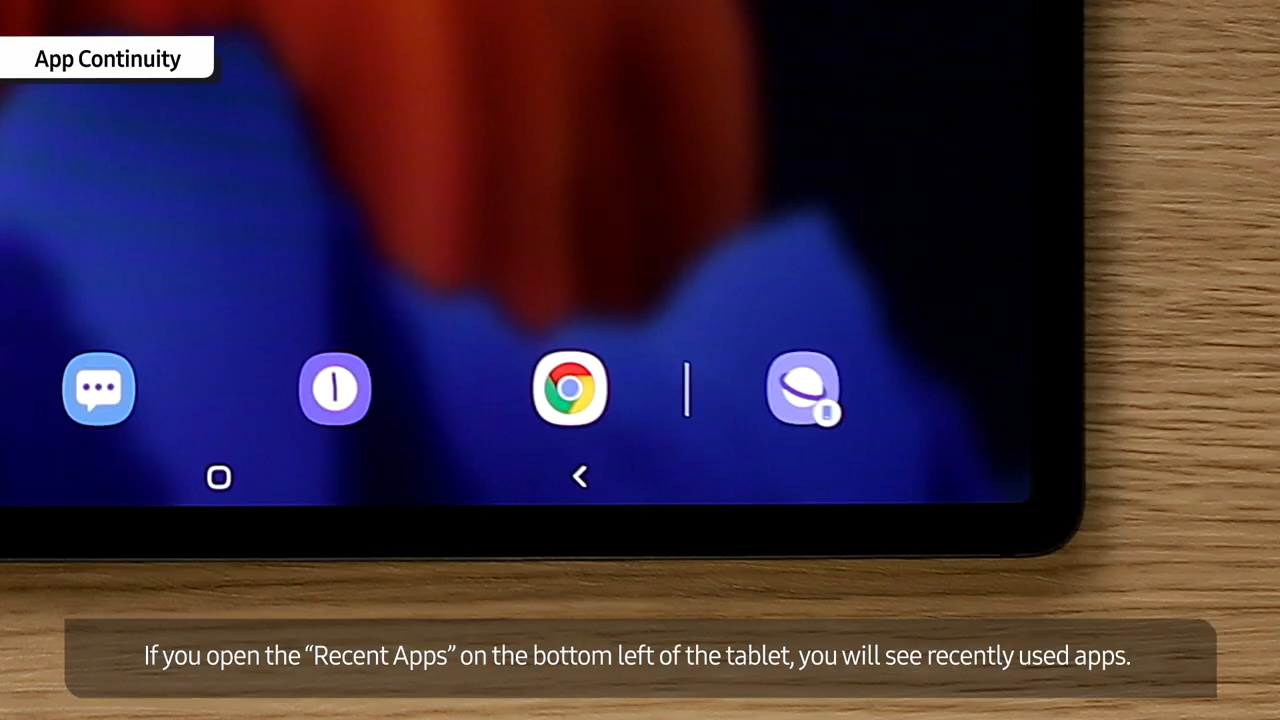 App Continuity
If you open the “Recent Apps” on the bottom left of the tablet, you will see recently used apps.